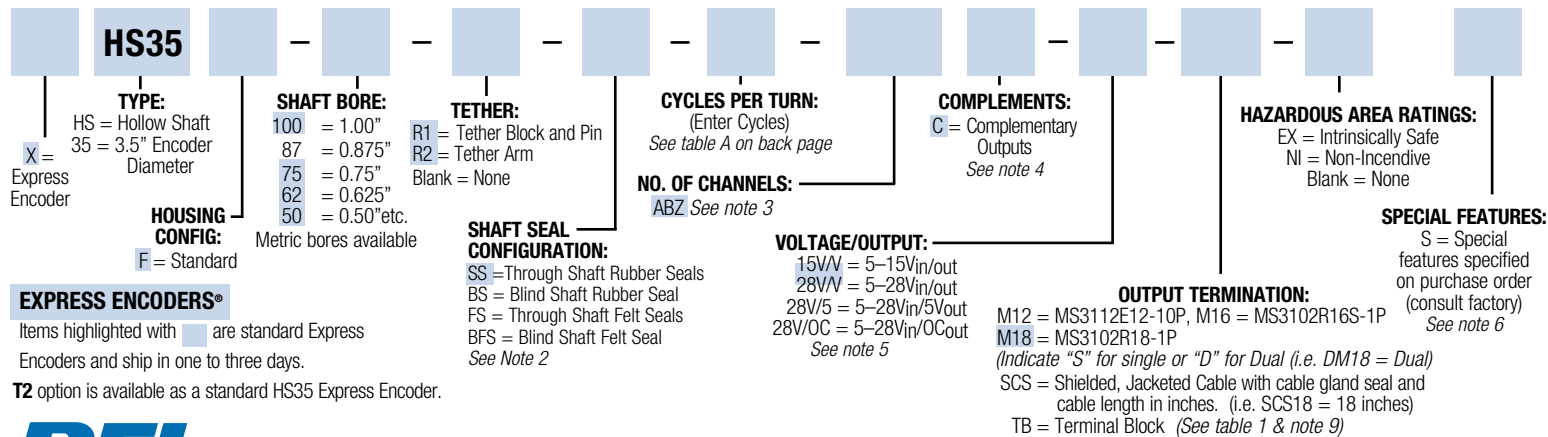 HS35 – – – – – – – –
TYPE:
HS = Hollow Shaft
35 = 3.5" Encoder
Diameter
X =
Express
Encoder
HOUSING
CONFIG:
F = Standard
SHAFT BORE:
100 = 1.00"
87 = 0.875"
75 = 0.75"
62 = 0.625"
50 = 0.50"etc.
Metric bores available
TETHER:
R1 = Tether Block and Pin
R2 = Tether Arm
Blank = None
SHAFT SEAL
CONFIGURATION:
SS =Through Shaft Rubber Seals
BS = Blind Shaft Rubber Seal
FS = Through Shaft Felt Seals
BFS = Blind Shaft Felt Seal
See Note 2
CYCLES PER TURN:
(Enter Cycles)
See table A on back page
NO. OF CHANNELS:
ABZ See note 3
COMPLEMENTS:
C = Complementary
Outputs
See note 4
VOLTAGE/OUTPUT:
15V/V = 5–15Vin/out
28V/V = 5–28Vin/out
28V/5 = 5–28Vin/5Vout
28V/OC = 5–28Vin/OCout
See note 5
OUTPUT TERMINATION:
M12 = MS3112E12-10P, M16 = MS3102R16S-1P
M18 = MS3102R18-1P
(Indicate "S" for single or "D" for Dual (i.e. DM18 = Dual)
SCS = Shielded, Jacketed Cable with cable gland seal and
cable length in inches. (i.e. SCS18 = 18 inches)
TB = Terminal Block (See table 1 & note 9)
HAZARDOUS AREA RATINGS:
EX = Intrinsically Safe
NI = Non-Incendive
Blank = None
SPECIAL FEATURES:
S = Special
features specified
on purchase order
(consult factory)
See note 6
EXPRESS ENCODERS®
Items highlighted with are standard Express
Encoders and ship in one to three days.
T2 option is available as a standard HS35 Express Encoder.